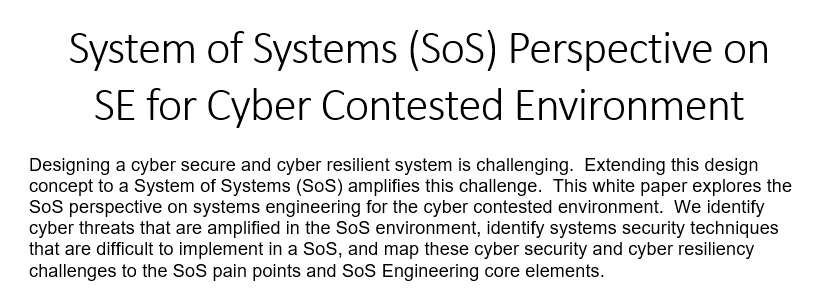 System of Systems (SoS) Perspective on
SE for Cyber Contested Environment
Designing a cyber secure and cyber resilient system is challenging.  Extending this design
concept to a System of Systems (SoS) amplifies this challenge.  This white paper explores the
SoS perspective on systems engineering for the cyber contested environment.  We identify
cyber threats that are amplified in the SoS environment, identify systems security techniques
that are difficult to implement in a SoS, and map these cyber security and cyber resiliency
challenges to the SoS pain points and SoS Engineering core elements.